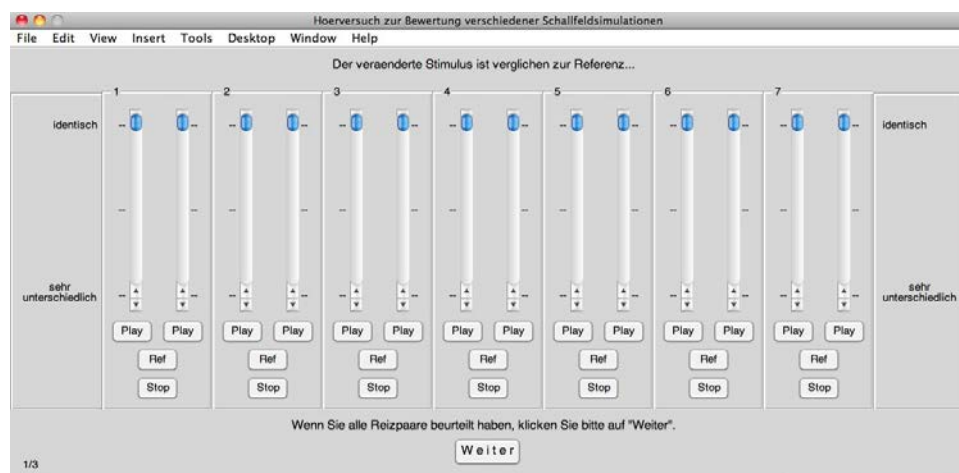 Hoerversuch zur Bewertung verschiedener Schallfeldsimulationen
File Edit View Insert Tools Desktop Window Help
Der veraenderte Stimulus ist verglichen zur Referenz...
1 2 3 4 5 6 7
identisch -- -- -- -- -- -- -- -- -- -- -- -- -- -- identisch
-- -- -- -- -- -- -- -- -- -- -- -- -- --
sehr sehr
unterschiedlich -- -- -- -- -- -- -- -- -- -- -- -- -- -- unterschiedlich
Play Play Play Play Play Play Play Play Play Play Play Play Play Play
Ref Ref Ref Ref Ref Ref Ref
Stop Stop Stop Stop Stop Stop Stop
Wenn Sie alle Reizpaare beurteilt haben, klicken Sie bitte auf "Weiter".
Weiter
1/3